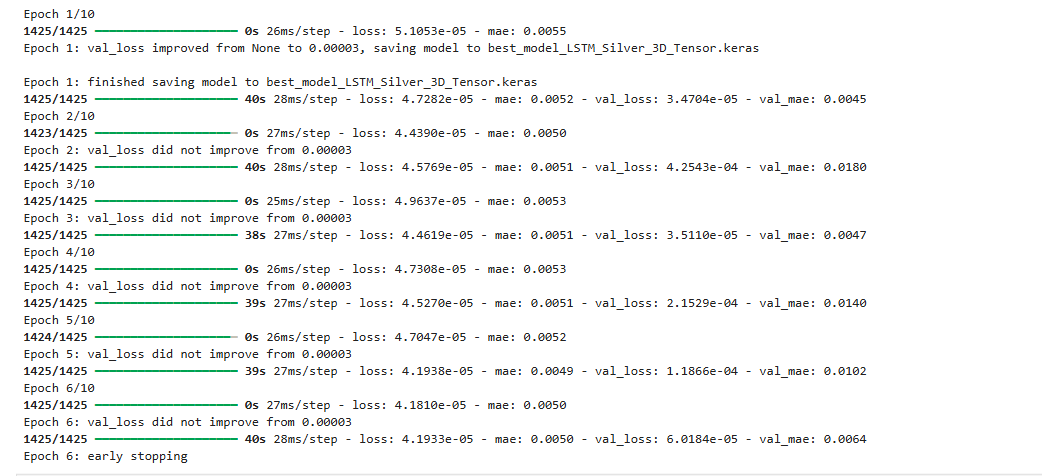 Epoch 1/10
1425/1425 ━━━━━━━━━━━━━━━━━━━━ 0s 26ms/step - loss: 5.1053e-05 - mae: 0.0055
Epoch 1: val_loss improved from None to 0.00003, saving model to best_model_LSTM_Silver_3D_Tensor.keras
Epoch 1: finished saving model to best_model_LSTM_Silver_3D_Tensor.keras
1425/1425 ━━━━━━━━━━━━━━━━━━━━ 40s 28ms/step - loss: 4.7282e-05 - mae: 0.0052 - val_loss: 3.4704e-05 - val_mae: 0.0045
Epoch 2/10
1423/1425 ━━━━━━━━━━━━━━━━━━━━ 0s 27ms/step - loss: 4.4390e-05 - mae: 0.0050
Epoch 2: val_loss did not improve from 0.00003
1425/1425 ━━━━━━━━━━━━━━━━━━━━ 40s 28ms/step - loss: 4.5769e-05 - mae: 0.0051 - val_loss: 4.2543e-04 - val_mae: 0.0180
Epoch 3/10
1425/1425 ━━━━━━━━━━━━━━━━━━━━ 0s 25ms/step - loss: 4.9637e-05 - mae: 0.0053
Epoch 3: val_loss did not improve from 0.00003
1425/1425 ━━━━━━━━━━━━━━━━━━━━ 38s 27ms/step - loss: 4.4619e-05 - mae: 0.0051 - val_loss: 3.5110e-05 - val_mae: 0.0047
Epoch 4/10
1425/1425 ━━━━━━━━━━━━━━━━━━━━ 0s 26ms/step - loss: 4.7308e-05 - mae: 0.0053
Epoch 4: val_loss did not improve from 0.00003
1425/1425 ━━━━━━━━━━━━━━━━━━━━ 39s 27ms/step - loss: 4.5270e-05 - mae: 0.0051 - val_loss: 2.1529e-04 - val_mae: 0.0140
Epoch 5/10
1424/1425 ━━━━━━━━━━━━━━━━━━━━ 0s 26ms/step - loss: 4.7047e-05 - mae: 0.0052
Epoch 5: val_loss did not improve from 0.00003
1425/1425 ━━━━━━━━━━━━━━━━━━━━ 39s 27ms/step - loss: 4.1938e-05 - mae: 0.0049 - val_loss: 1.1866e-04 - val_mae: 0.0102
Epoch 6/10
1425/1425 ━━━━━━━━━━━━━━━━━━━━ 0s 27ms/step - loss: 4.1810e-05 - mae: 0.0050
Epoch 6: val_loss did not improve from 0.00003
1425/1425 ━━━━━━━━━━━━━━━━━━━━ 40s 28ms/step - loss: 4.1933e-05 - mae: 0.0050 - val_loss: 6.0184e-05 - val_mae: 0.0064
Epoch 6: early stopping